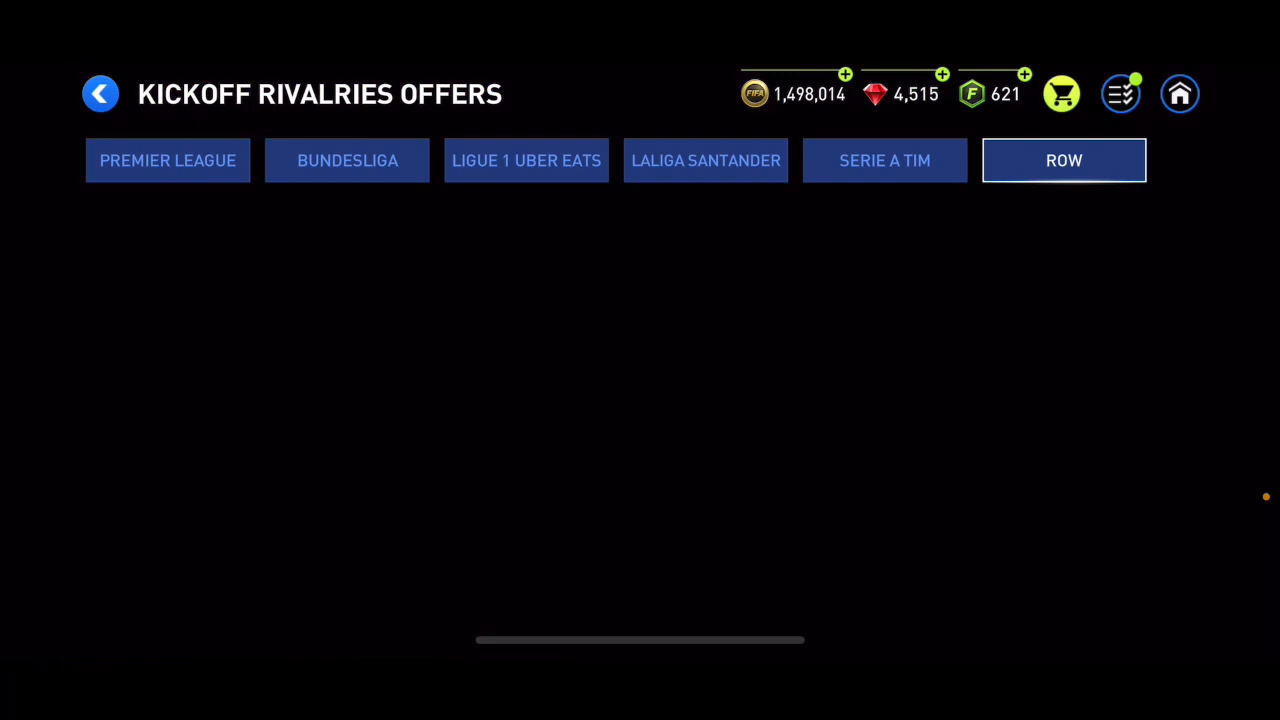 KICKOFF RIVALRIES OFFERS
FIFA 1,498,014 4,515 F 621
PREMIER LEAGUE BUNDESLIGA LIGUE 1 UBER EATS LALIGA SANTANDER SERIE A TIM ROW